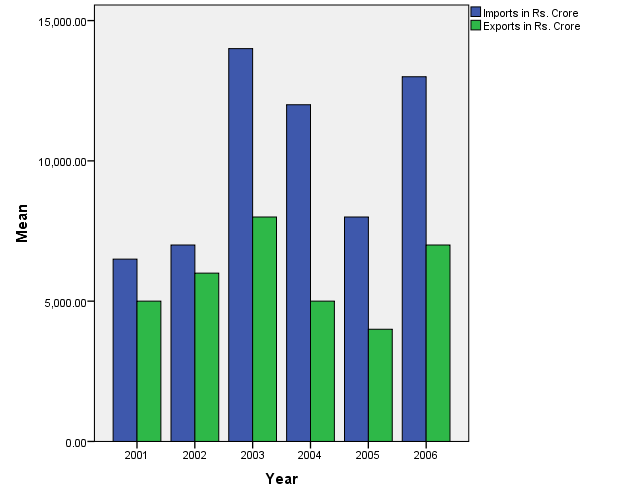 Imports in Rs. Crore
Exports in Rs. Crore
15,000.00
10,000.00
5,000.00
0.00
Mean
2001 2002 2003 2004 2005 2006
Year